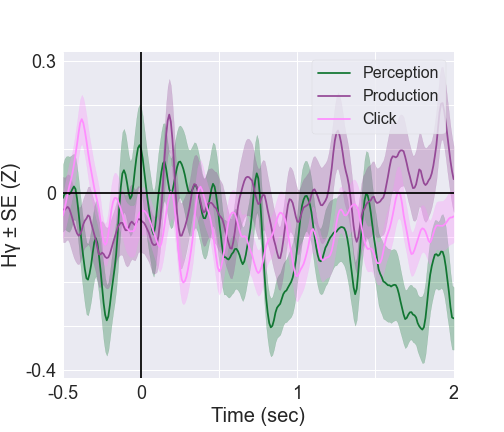 0.3
Perception
Production
Click
0
Hγ ± SE (Z)
-0.4
-0.5
0
1
2
Time (sec)